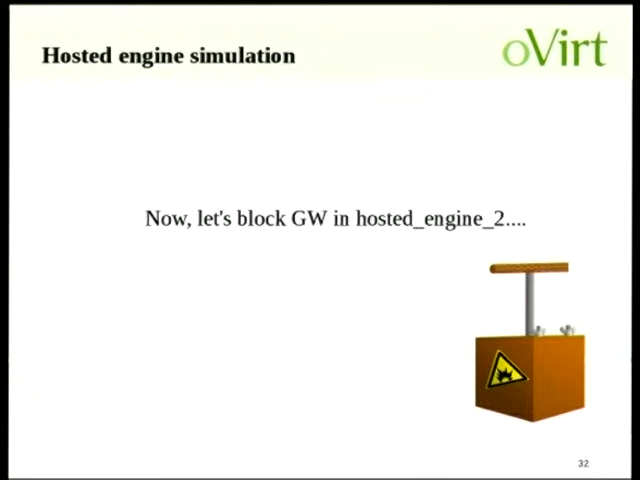 Hosted engine simulation
oVirt
Now, let's block GW in hosted_engine_2....
32